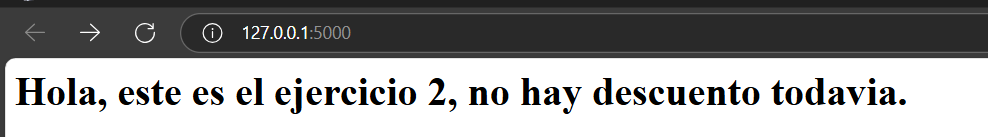 127.0.0.1:5000
Hola, este es el ejercicio 2, no hay descuento todavia.